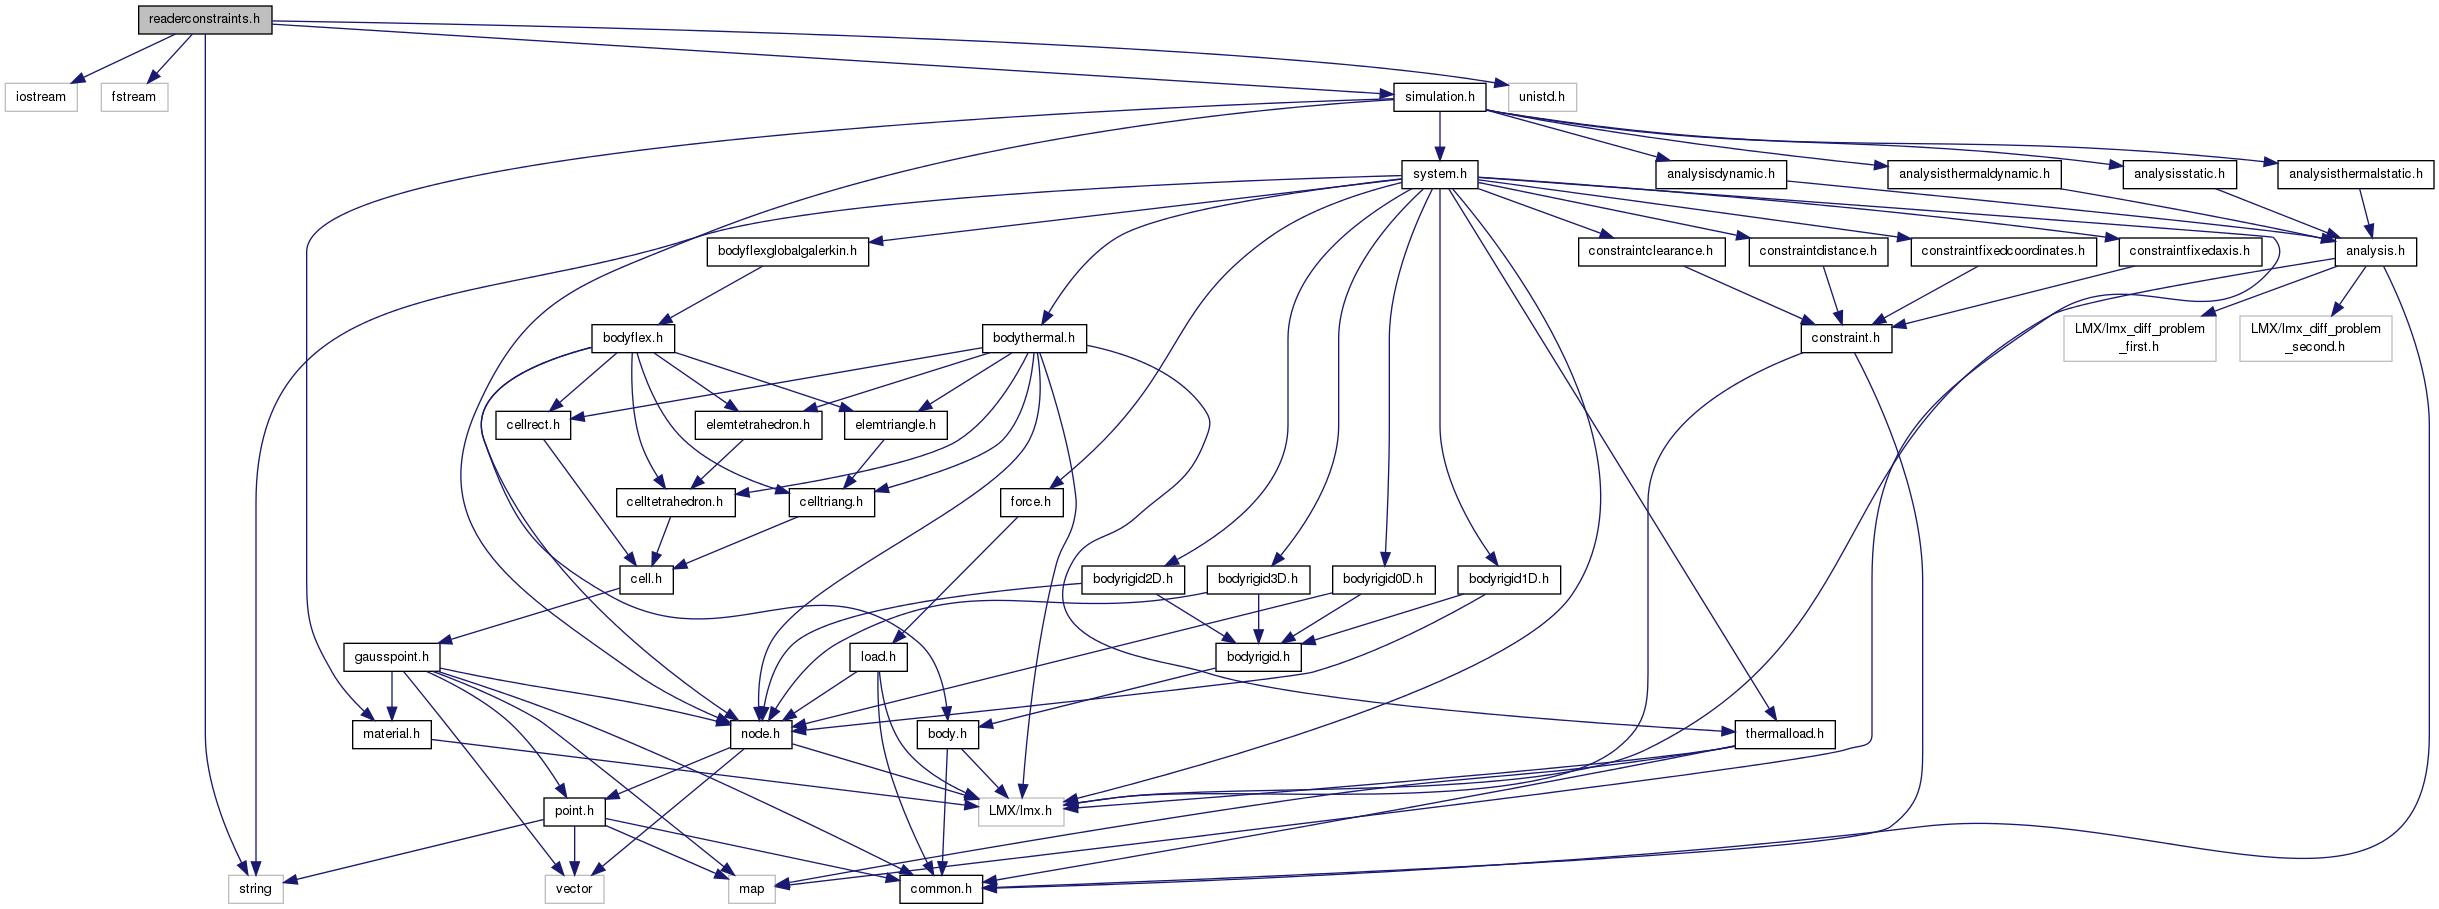 readerconstraints.h
iostream
fstream
simulation.h
unistd.h
system.h
analysisdynamic.h
analysisthermaldynamic.h
analysisstatic.h
analysisthermalstatic.h
bodyflexglobalgalerkin.h
constraintclearance.h
constraintdistance.h
constraintfixedcoordinates.h
constraintfixedaxis.h
analysis.h
bodyflex.h
bodythermal.h
constraint.h
LMX/lmx_diff_problem
_first.h
LMX/lmx_diff_problem
_second.h
cellrect.h
elemtetrahedron.h
elemtriangle.h
celltetrahedron.h
celltriang.h
force.h
cell.h
bodyrigid2D.h
bodyrigid3D.h
bodyrigid0D.h
bodyrigid1D.h
gausspoint.h
load.h
bodyrigid.h
material.h
node.h
body.h
thermalload.h
point.h
LMX/lmx.h
string
vector
map
common.h